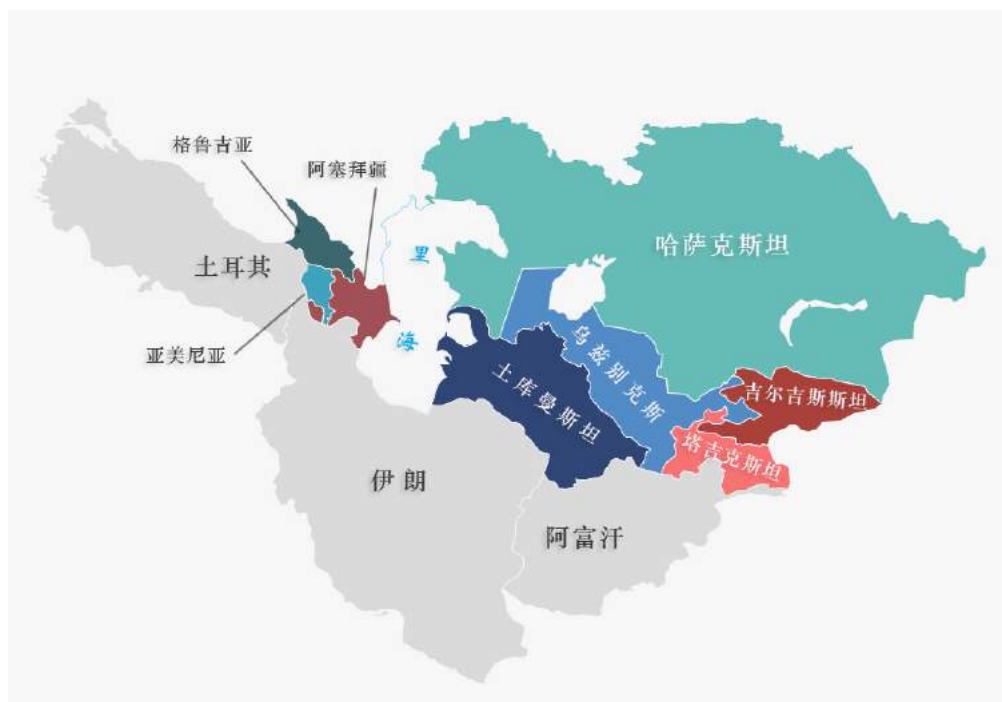 格鲁古亚
阿塞拜疆
哈萨克斯坦
里
土耳其
海
乌兹别克斯
亚美尼亚
土库曼斯坦
吉尔吉斯斯坦
塔吉克斯坦
伊朗
阿富汗